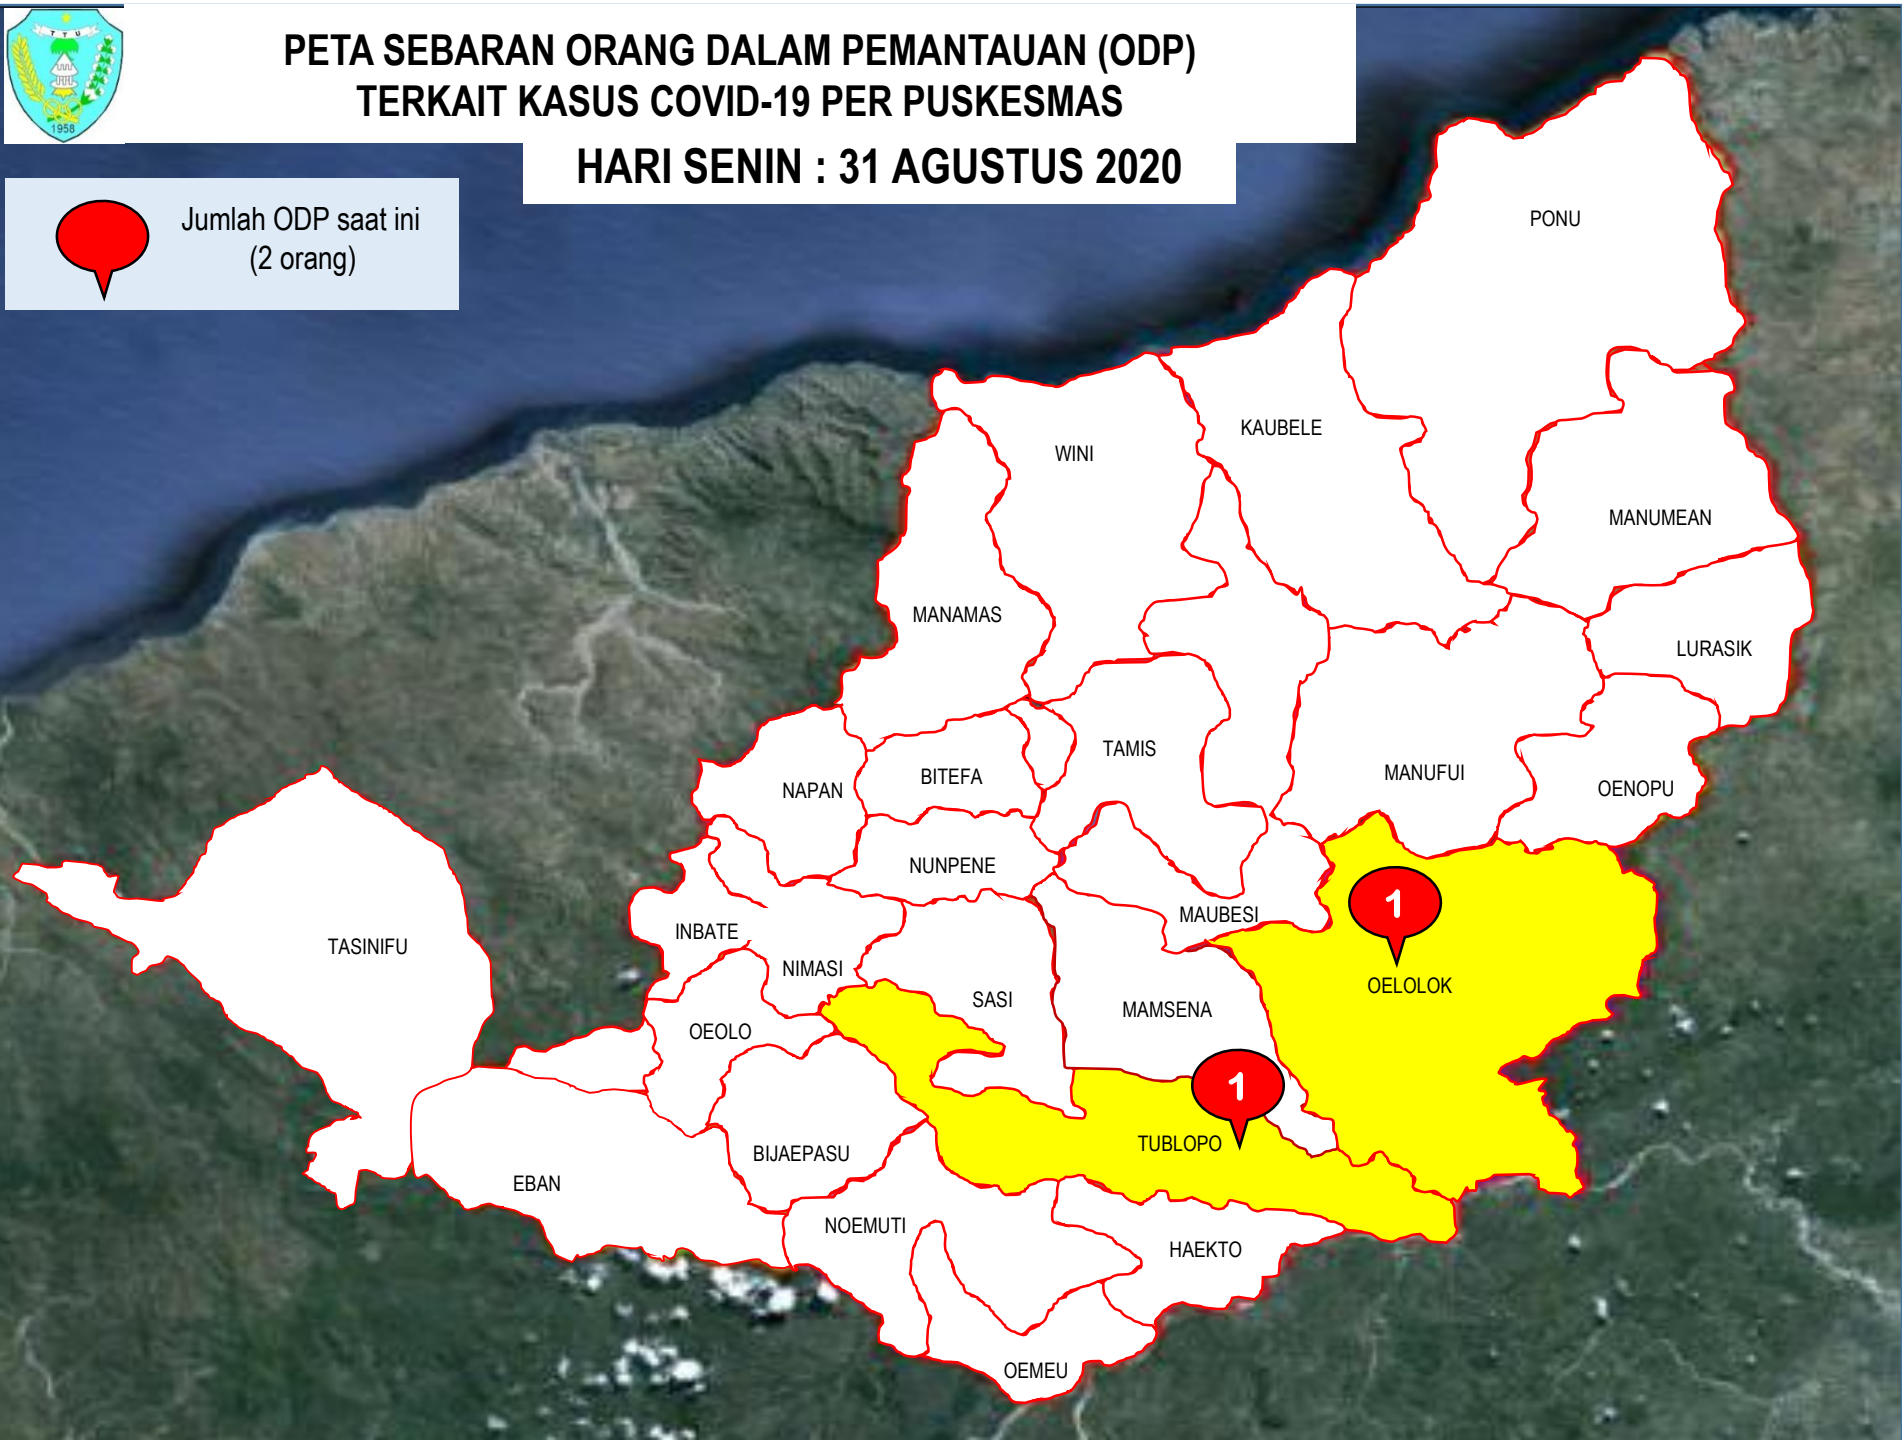 TTU
1958
PETA SEBARAN ORANG DALAM PEMANTAUAN (ODP)
TERKAIT KASUS COVID-19 PER PUSKESMAS
HARI SENIN : 31 AGUSTUS 2020
Jumlah ODP saat ini
(2 orang)
PONU
KAUBELE
WINI
MANUMEAN
MANAMAS
LURASIK
TAMIS
MANUFUI
BITEFA
NAPAN
OENOPU
NUNPENE
1
MAUBESI
INBATE
TASINIFU
NIMASI
OELOLOK
SASI
MAMSENA
OEOLO
1
TUBLOPO
BIJAEPASU
EBAN
NOEMUTI
HAEKTO
OEMEU